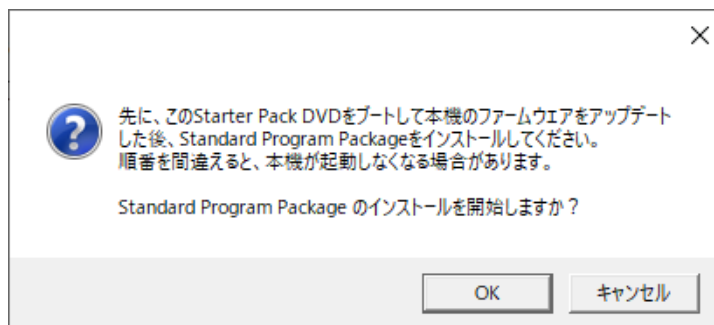 先に、このStarter Pack DVDをブートして本機のファームウエアをアップデート
した後、Standard Program Packageをインストールしてください。
順番を間違えると、本機が起動しなくなる場合があります。
Standard Program Package のインストールを開始しますか？
OK
キャンセル